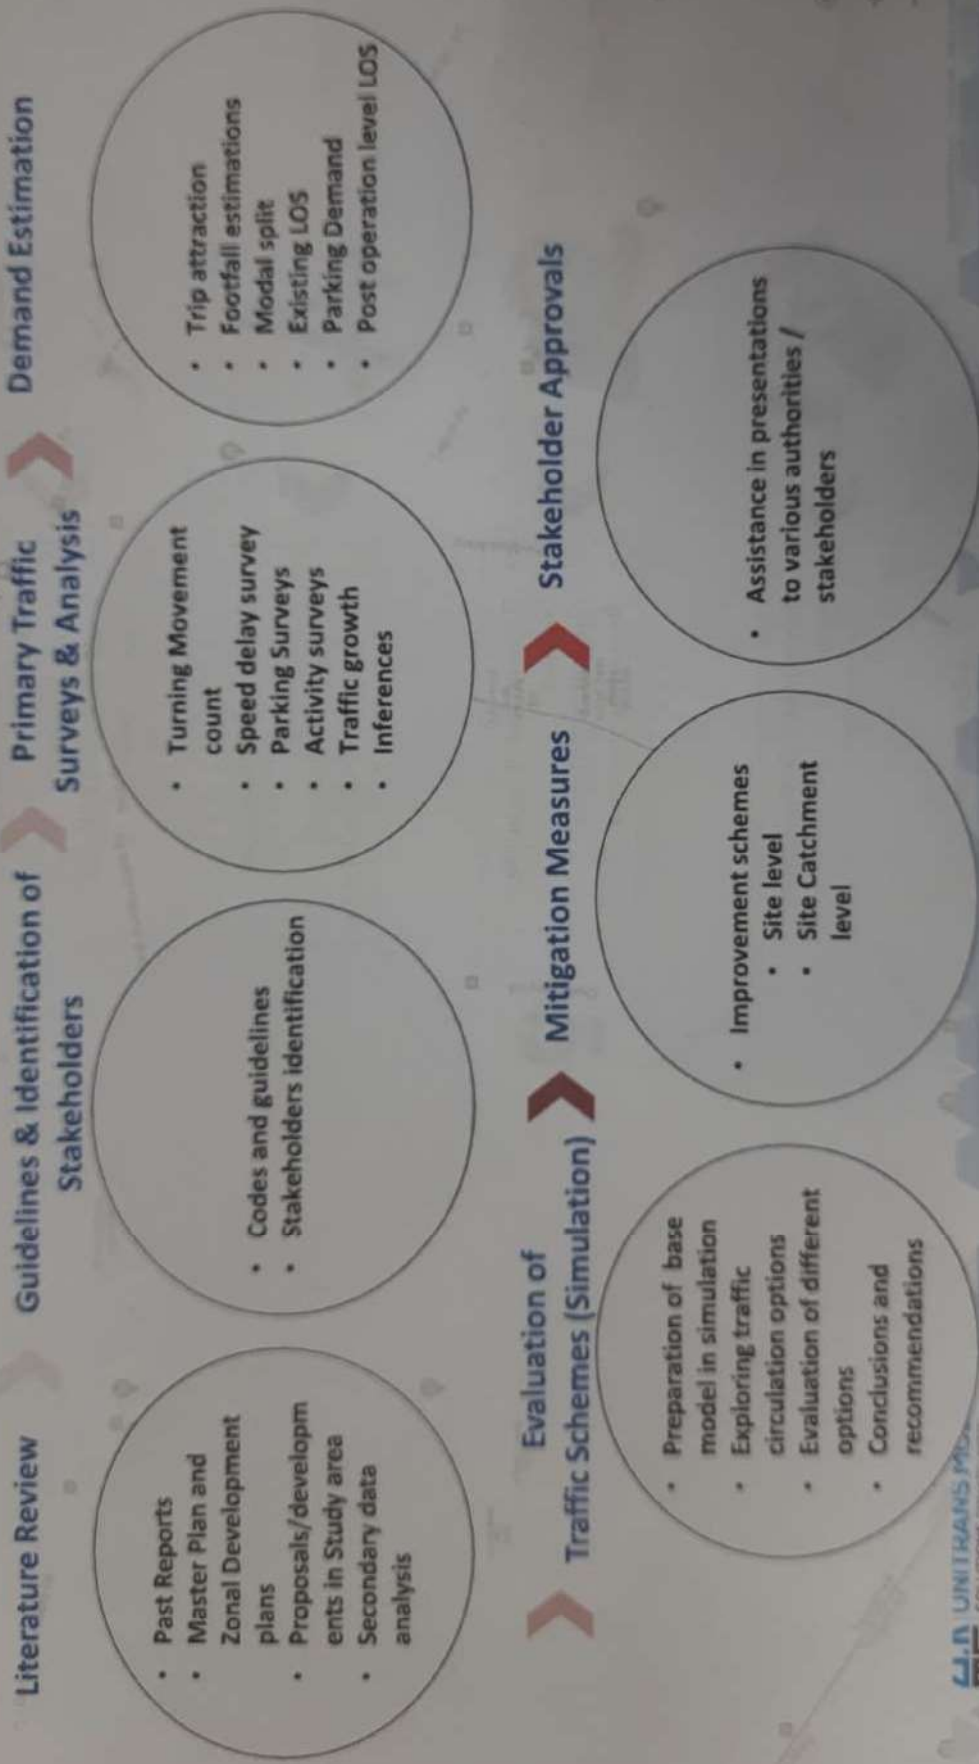 Literature Review
Guidelines & Identification of
Stakeholders
Primary Traffic
Surveys & Analysis
Demand Estimation
• Past Reports
• Master Plan and
Zonal Development
plans
• Proposals/developm
ents in Study area
• Secondary data
analysis
• Codes and guidelines
• Stakeholders identification
• Turning Movement
count
• Speed delay survey
• Parking Surveys
• Activity surveys
• Traffic growth
• Inferences
• Trip attraction
• Footfall estimations
• Modal split
• Existing LOS
• Parking Demand
• Post operation level LOS
Evaluation of
Traffic Schemes (Simulation)
Mitigation Measures
Stakeholder Approvals
• Preparation of base
model in simulation
• Exploring traffic
circulation options
• Evaluation of different
options
• Conclusions and
recommendations
• Improvement schemes
• Site level
• Site Catchment
level
• Assistance in presentations
to various authorities /
stakeholders
UNITRANS